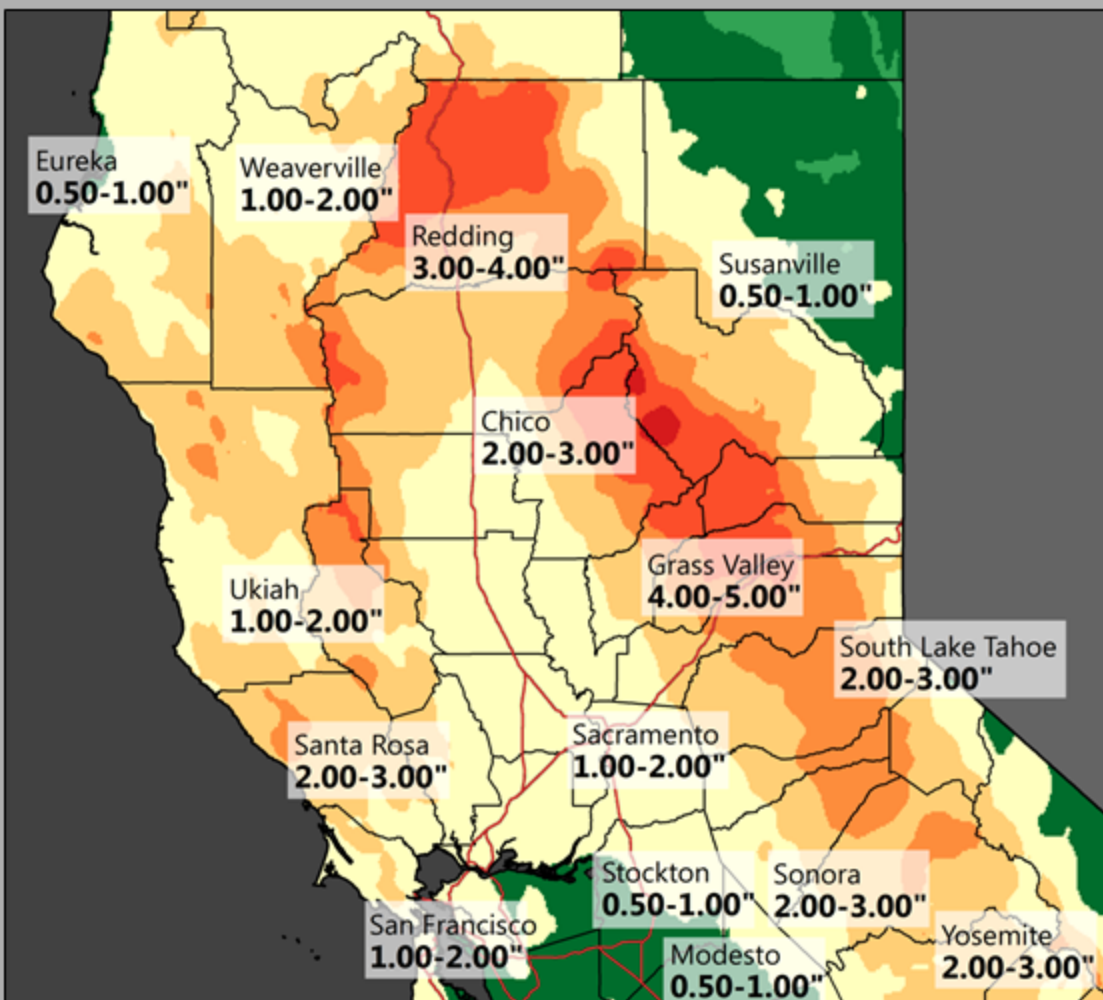 Eureka
0.50-1.00"
Weaverville
1.00-2.00"
Redding
3.00-4.00"
Susanville
0.50-1.00"
Chico
2.00-3.00"
Grass Valley
4.00-5.00"
Ukiah
1.00-2.00"
South Lake Tahoe
2.00-3.00"
Santa Rosa
2.00-3.00"
Sacramento
1.00-2.00"
Stockton
0.50-1.00"
Sonora
2.00-3.00"
San Francisco
1.00-2.00"
Yosemite
2.00-3.00"
Modesto
0.50-1.00"